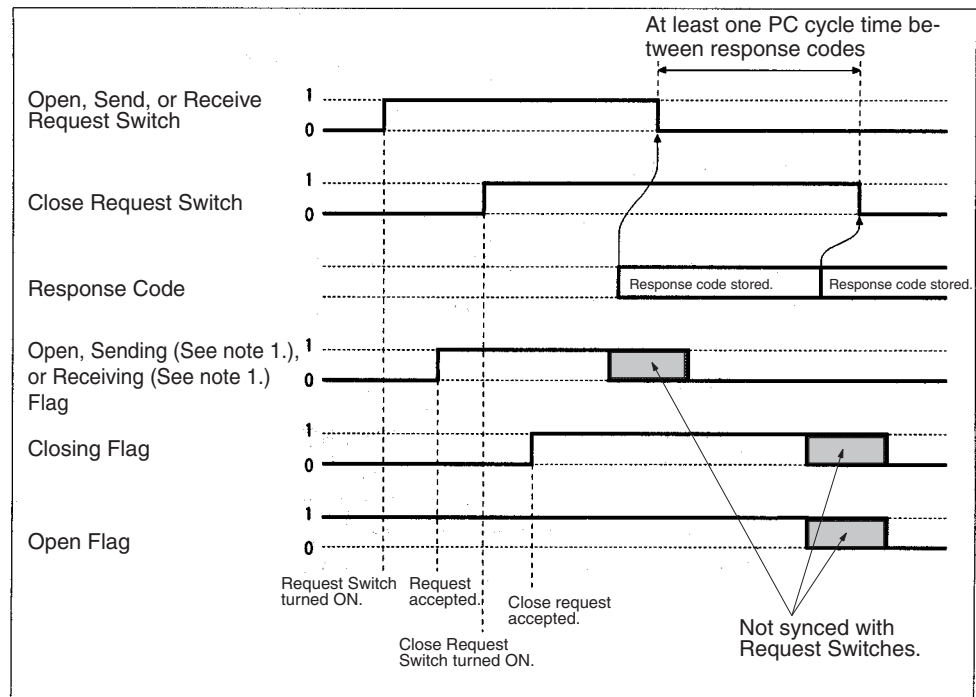 At least one PC cycle time be-
tween response codes
Open, Send, or Receive
Request Switch
1
0
Close Request Switch
1
0
Response Code
Response code stored.
Response code stored.
Open, Sending (See note 1.),
or Receiving (See note 1.)
Flag
1
0
Closing Flag
1
0
Open Flag
1
0
Request Switch
turned ON.
Request
accepted.
Close request
accepted.
Close Request
Switch turned ON.
Not synced with
Request Switches.